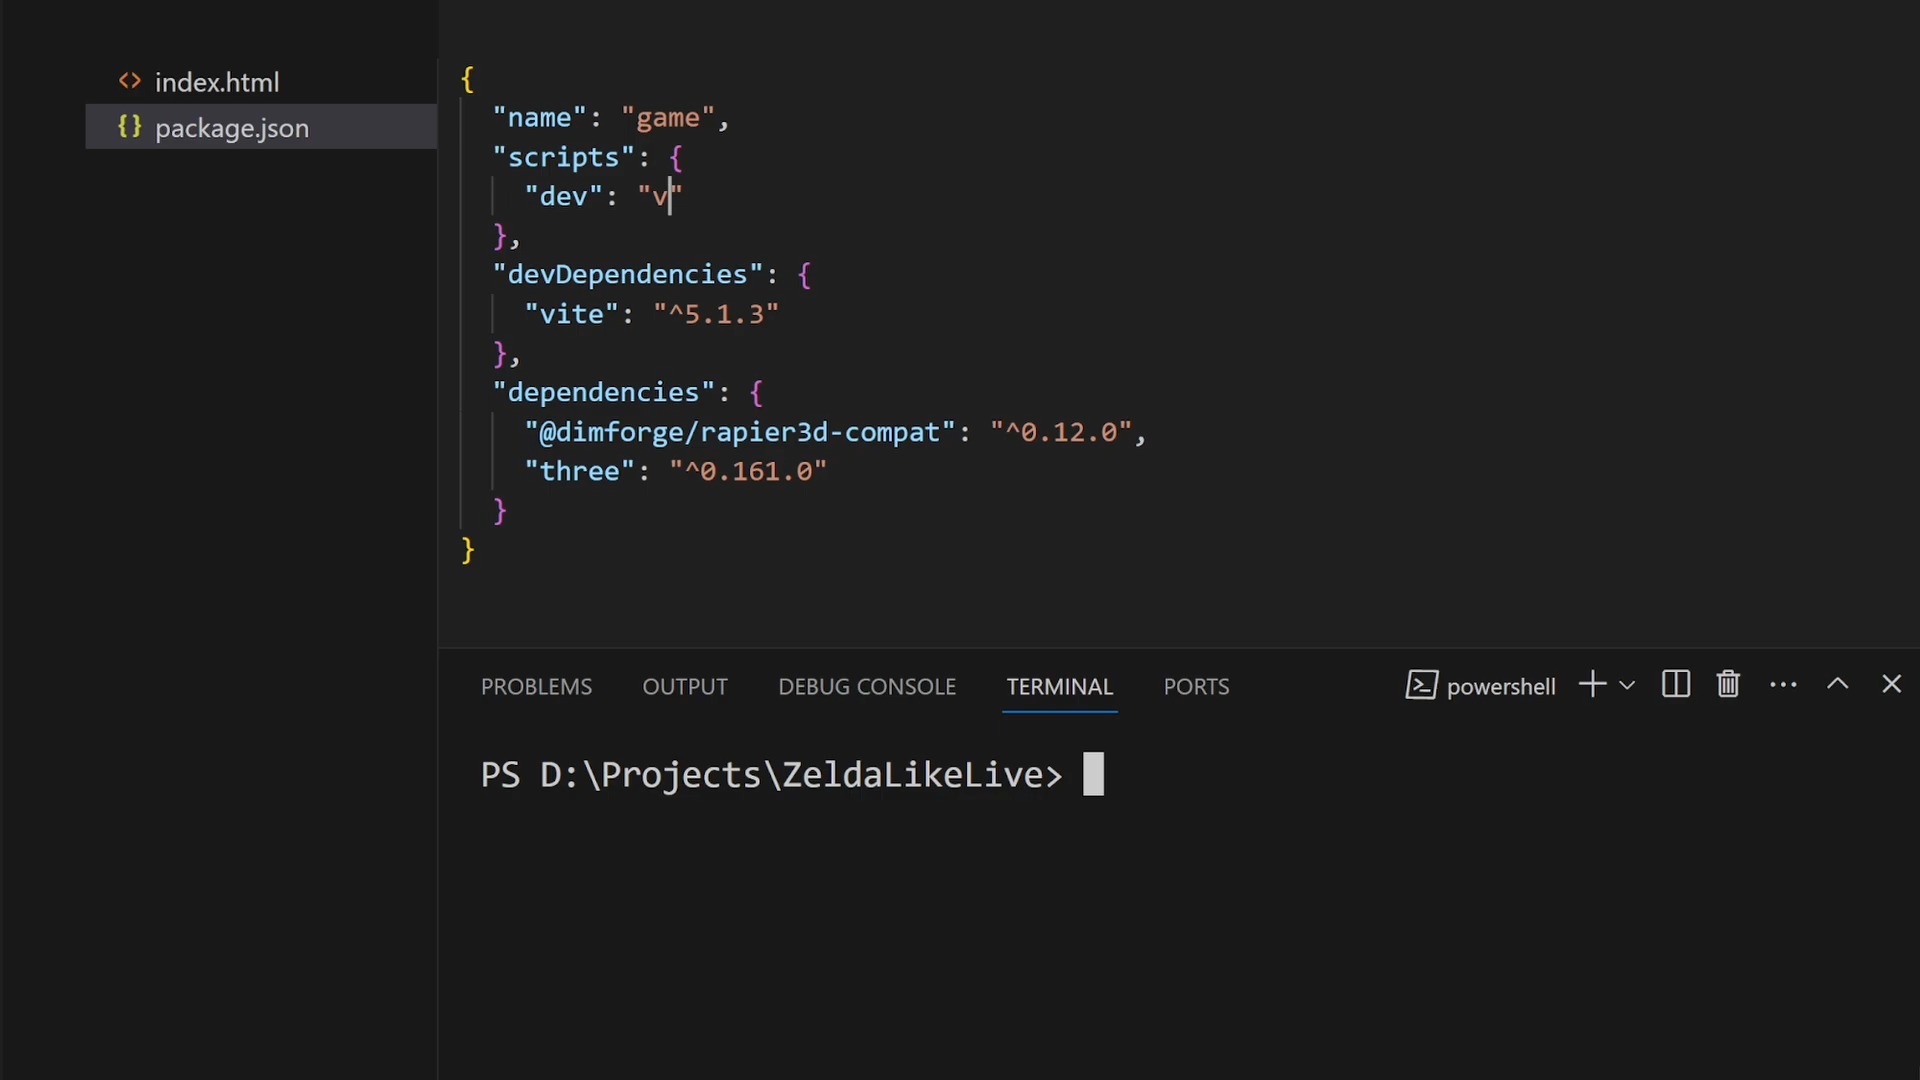 index.html
package.json
{
"name": "game",
"scripts": {
"dev": "v"
},
"devDependencies": {
"vite": "^5.1.3"
},
"dependencies": {
"@dimforge/rapier3d-compat": "^0.12.0",
"three": "^0.161.0"
}
}
PROBLEMS OUTPUT DEBUG CONSOLE TERMINAL PORTS powershell
PS D:\Projects\ZeldaLikeLive>